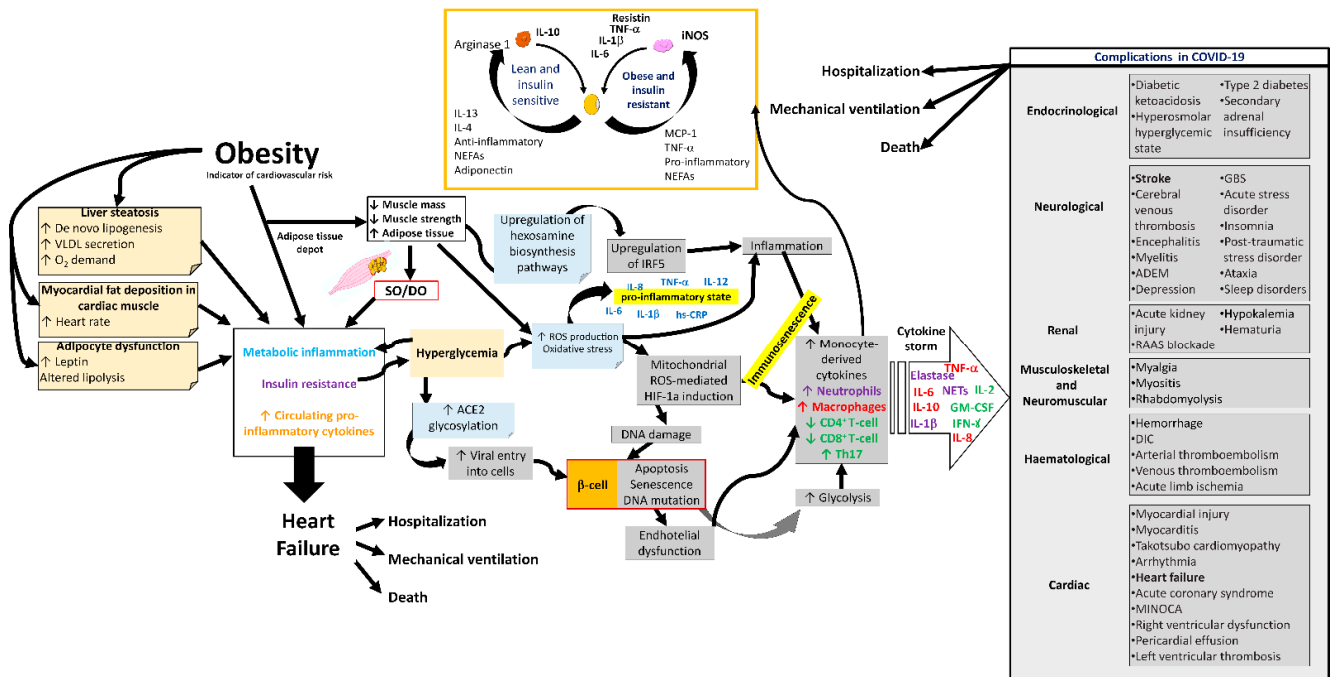 Resistin
TNF-α
IL-1β
IL-6
IL-10
Arginase 1
iNOS
Lean and
insulin
sensitive
Obese and
insulin
resistant
IL-13
IL-4
Anti-inflammatory
NEFAs
Adiponectin
MCP-1
TNF-α
Pro-inflammatory
NEFAs
Obesity
Indicator of cardiovascular risk
Liver steatosis
↑ De novo lipogenesis
↑ VLDL secretion
↑ O₂ demand
Myocardial fat deposition in
cardiac muscle
↑ Heart rate
Adipocyte dysfunction
↑ Leptin
Altered lipolysis
Adipose tissue
depot
↓ Muscle mass
↓ Muscle strength
↑ Adipose tissue
SO/DO
Metabolic inflammation
Insulin resistance
↑ Circulating pro-
inflammatory cytokines
Heart
Failure
Hospitalization
Mechanical ventilation
Death
Hyperglycemia
↑ ACE2
glycosylation
↑ Viral entry
into cells
Upregulation of
hexosamine
biosynthesis
pathways
Upregulation
of IRF5
Inflammation
IL-8
TNF-α
IL-12
pro-inflammatory state
IL-6
IL-1β
hs-CRP
↑ ROS production
Oxidative stress
Mitochondrial
ROS-mediated
HIF-1a induction
DNA damage
β-cell
Apoptosis
Senescence
DNA mutation
Endhotelial
dysfunction
Immunosenescence
↑ Monocyte-
derived
cytokines
↑ Neutrophils
↑ Macrophages
↓ CD4⁺ T-cell
↓ CD8⁺ T-cell
↑ Th17
↑ Glycolysis
Cytokine
storm
TNF-α
Elastase
IL-6
NETs
IL-2
IL-10
GM-CSF
IL-1β
IFN-ɤ
IL-8
Hospitalization
Mechanical ventilation
Death
Complications in COVID-19
Endocrinological
•Diabetic
ketoacidosis
•Hyperosmolar
hyperglycemic
state
•Type 2 diabetes
•Secondary
adrenal
insufficiency
Neurological
•Stroke
•Cerebral
venous
thrombosis
•Encephalitis
•Myelitis
•ADEM
•Depression
•GBS
•Acute stress
disorder
•Insomnia
•Post-traumatic
stress disorder
•Ataxia
•Sleep disorders
Renal
•Acute kidney
injury
•RAAS blockade
•Hypokalemia
•Hematuria
Musculoskeletal and
Neuromuscular
•Myalgia
•Myositis
•Rhabdomyolysis
Haematological
•Hemorrhage
•DIC
•Arterial thromboembolism
•Venous thromboembolism
•Acute limb ischemia
Cardiac
•Myocardial injury
•Myocarditis
•Takotsubo cardiomyopathy
•Arrhythmia
•Heart failure
•Acute coronary syndrome
•MINOCA
•Right ventricular dysfunction
•Pericardial effusion
•Left ventricular thrombosis